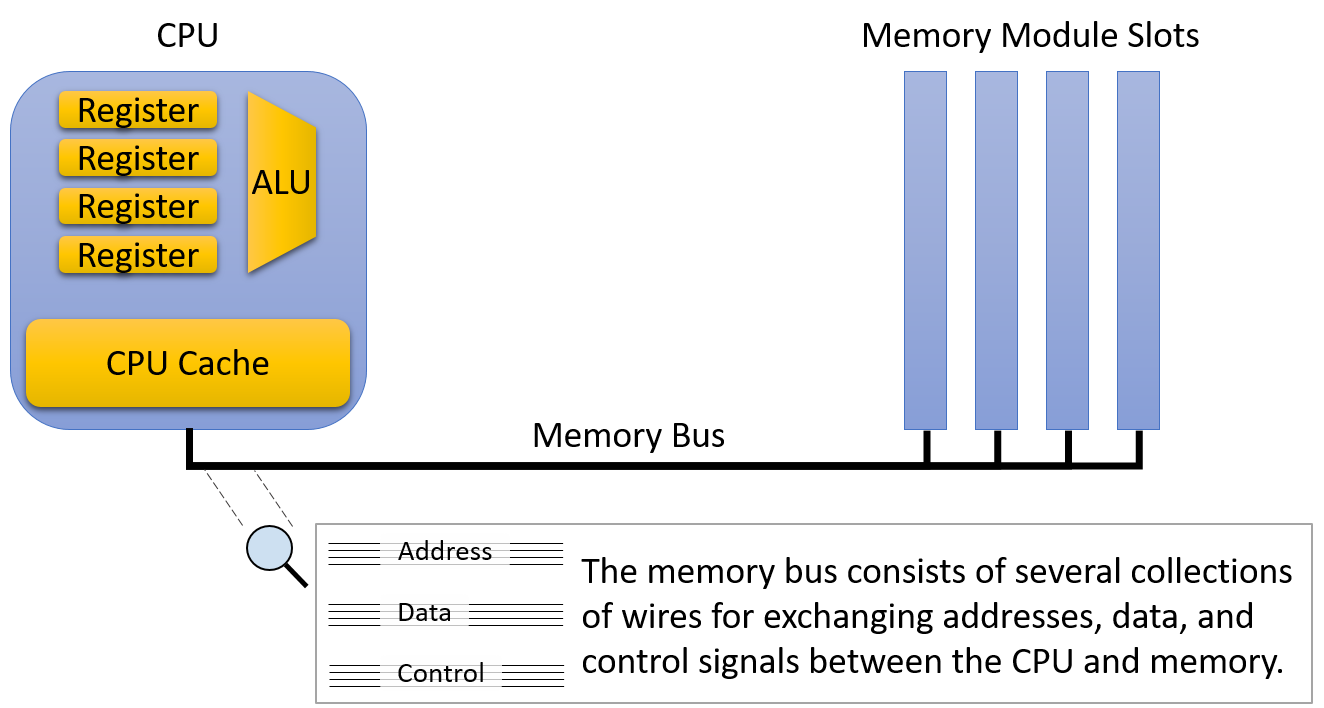 CPU
Memory Module Slots
Register
Register
Register
Register
ALU
CPU Cache
Memory Bus
Address
Data
Control
The memory bus consists of several collections
of wires for exchanging addresses, data, and
control signals between the CPU and memory.